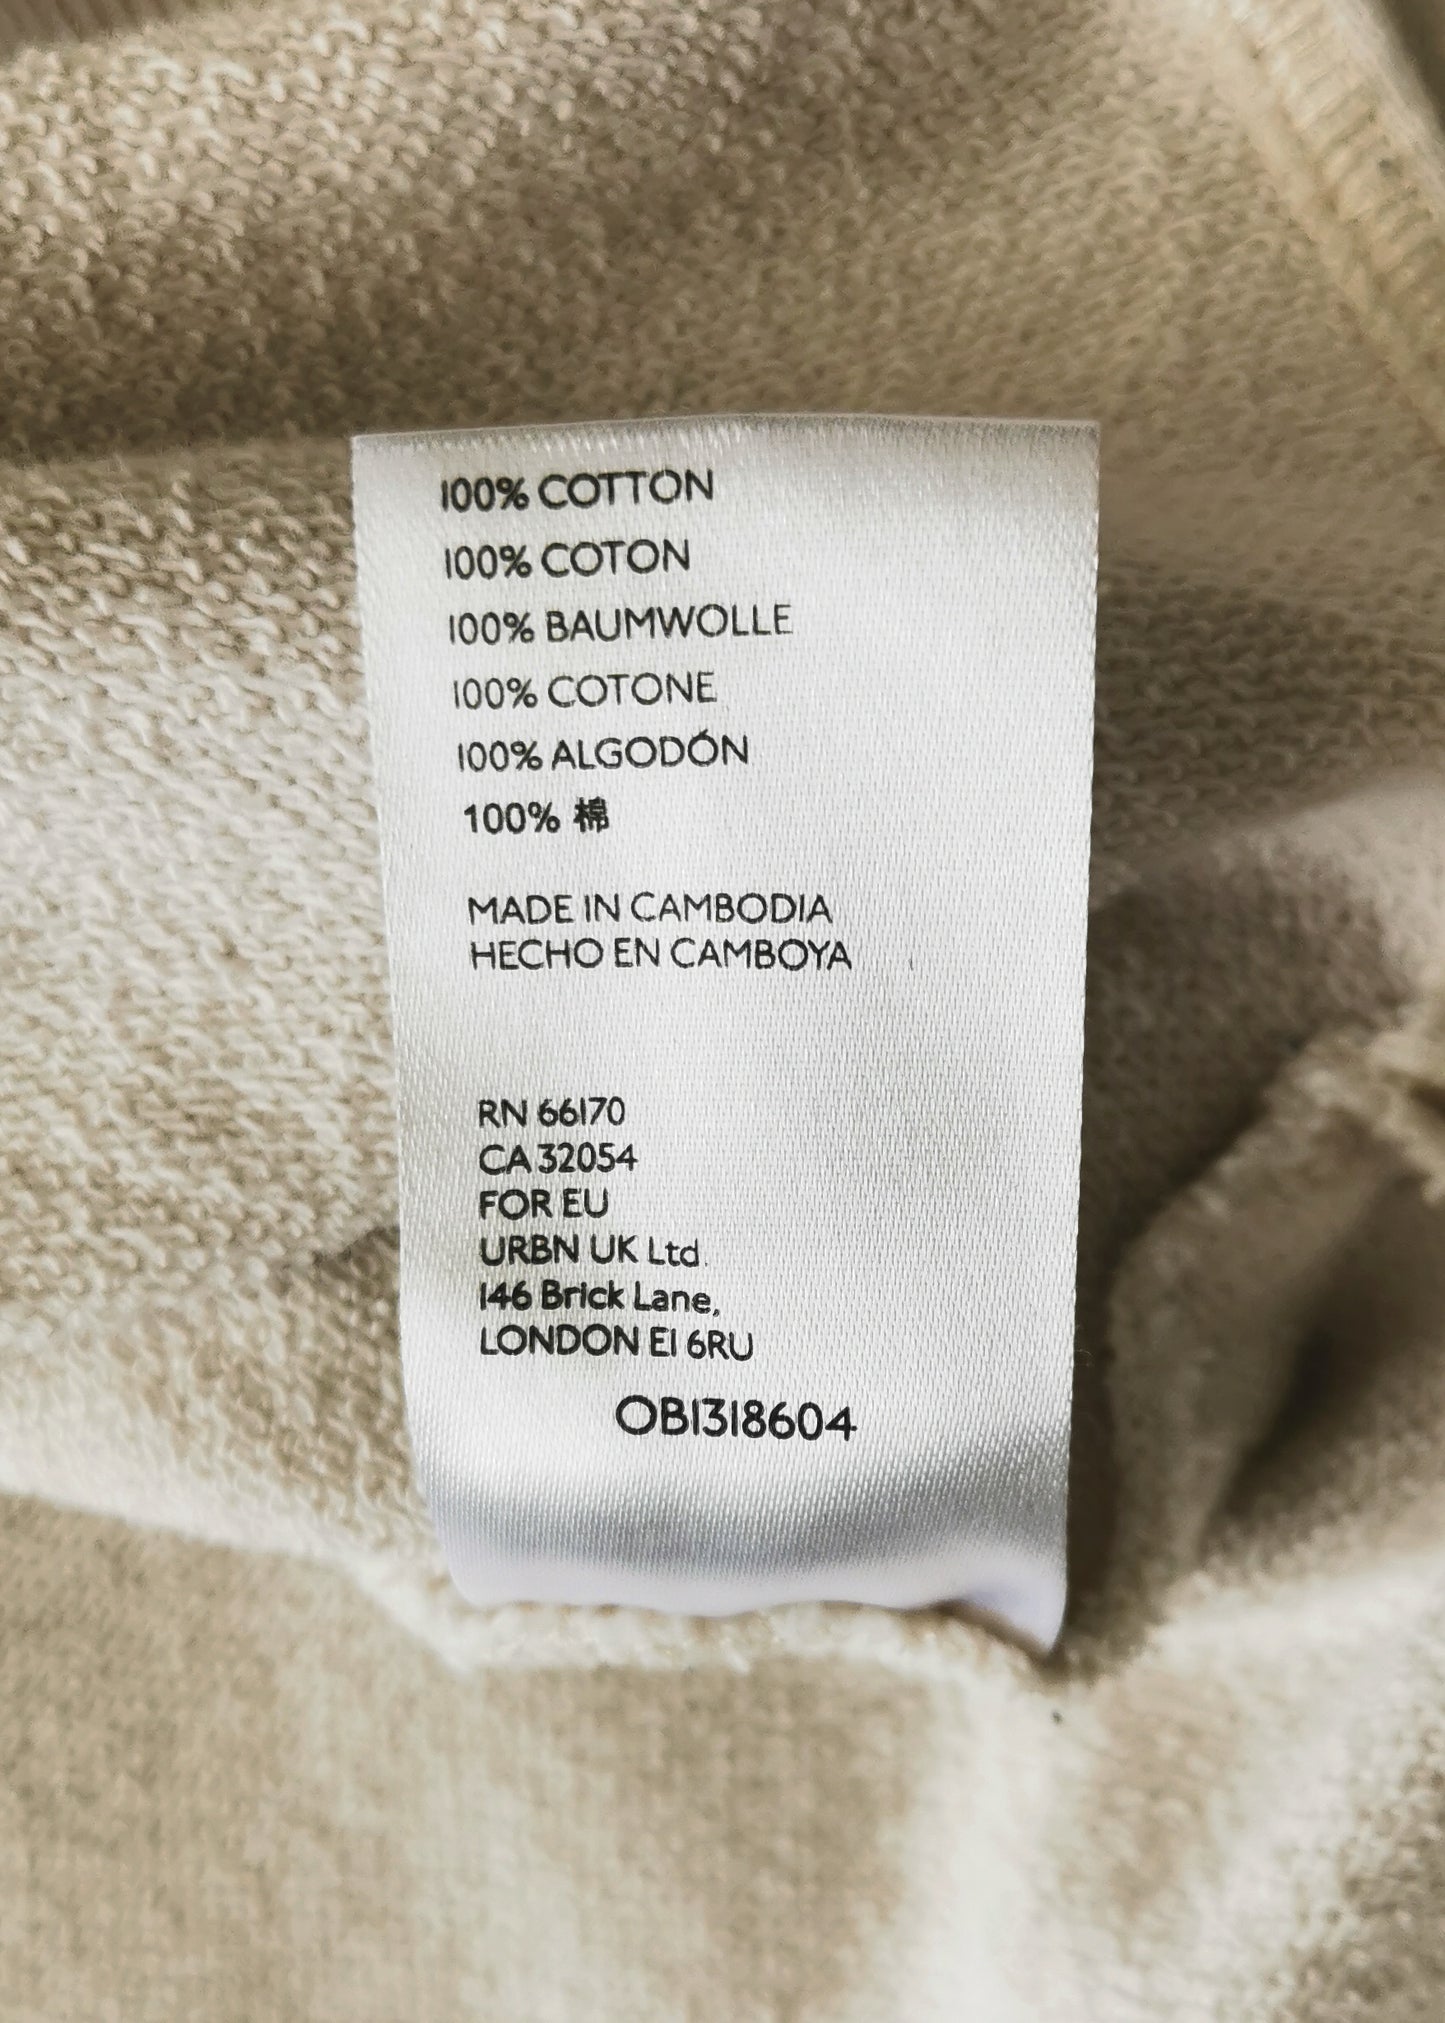 100% COTTON
100% COTON
100% BAUMWOLLE
100% COTONE
100% ALGODÓN
100% 棉
MADE IN CAMBODIA
HECHO EN CAMBOYA
RN 66170
CA 32054
FOR EU
URBN UK Ltd.
146 Brick Lane,
LONDON E1 6RU
OB1318604